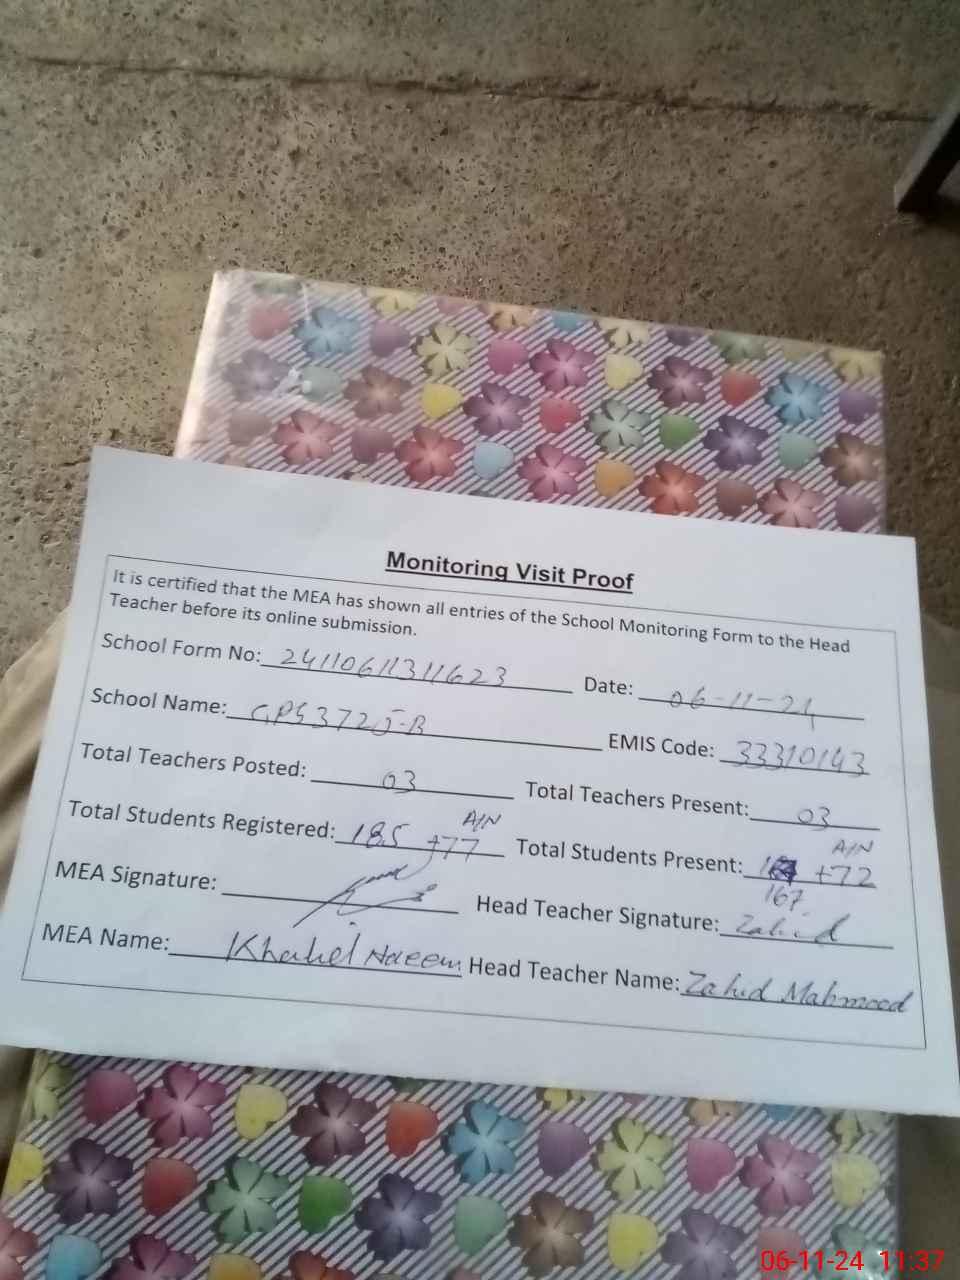 Monitoring Visit Proof
It is certified that the MEA has shown all entries of the School Monitoring Form to the Head
Teacher before its online submission.
School Form No: 24110611311623 Date: 06-11-24
School Name: GPS 372 J-B EMIS Code: 33310143
Total Teachers Posted: 03 Total Teachers Present: 03
Total Students Registered: 185 +77 A/N Total Students Present: +72 A/N
167
MEA Signature: Head Teacher Signature: Zahid
MEA Name: Naeem Head Teacher Name: Zahid Mahmood
06-11-24 11:37